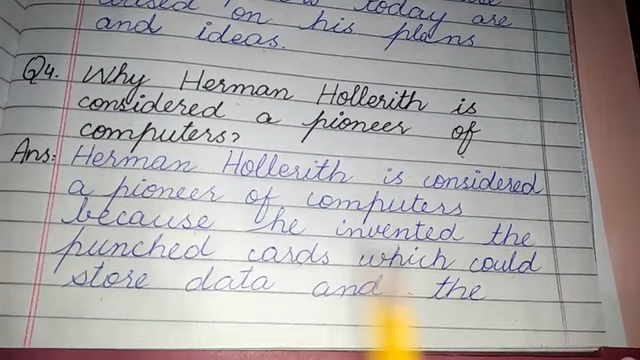 today are
on his plans
and ideas.
Q4. Why Herman Hollerith is
considered a pioneer of
computers?
Ans: Herman Hollerith is considered
a pioneer of computers
because he invented the
punched cards which could
store data and the